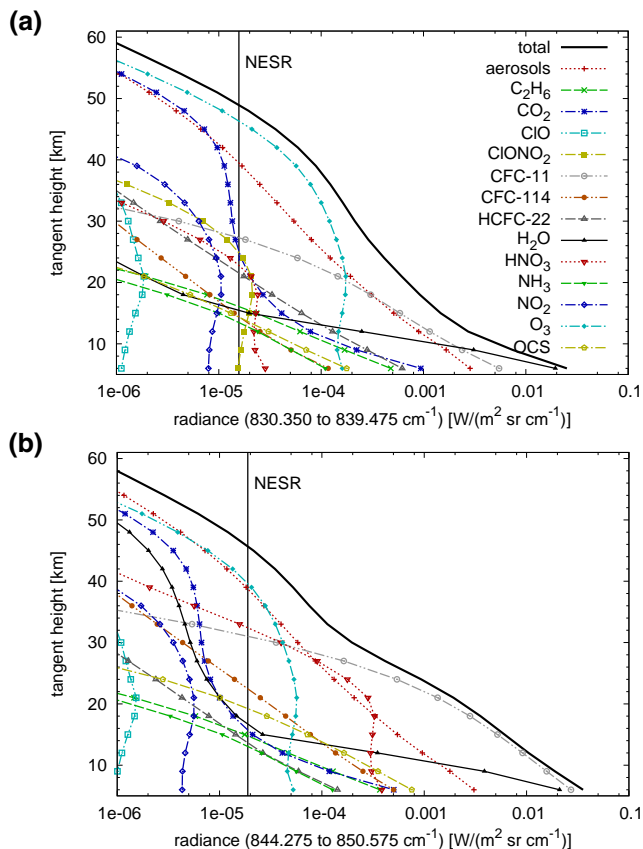 (a)
60
50
40
30
20
10
tangent height [km]
NESR
total
aerosols
C₂H₆
CO₂
ClO
ClONO₂
CFC-11
CFC-114
HCFC-22
H₂O
HNO₃
NH₃
NO₂
O₃
OCS
1e-06 1e-05 1e-04 0.001 0.01 0.1
radiance (830.350 to 839.475 cm⁻¹) [W/(m² sr cm⁻¹)]
(b)
60
50
40
30
20
10
tangent height [km]
NESR
1e-06 1e-05 1e-04 0.001 0.01 0.1
radiance (844.275 to 850.575 cm⁻¹) [W/(m² sr cm⁻¹)]